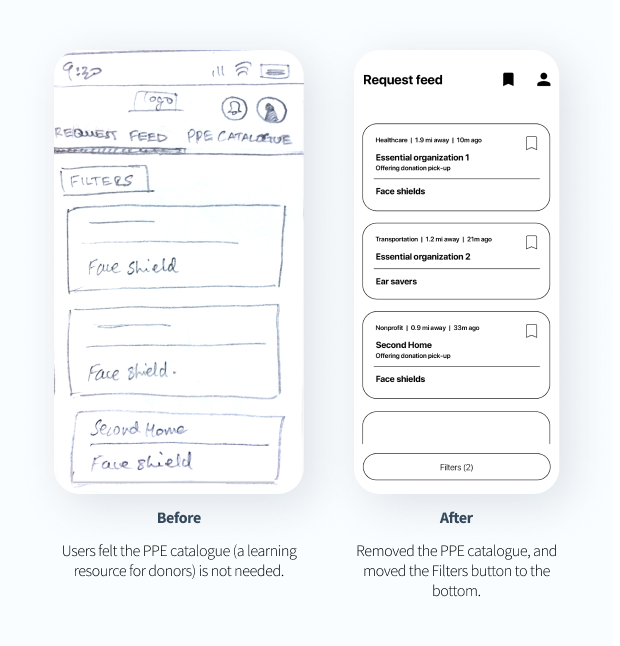 9:30
logo
REQUEST FEED PPE CATALOGUE
FILTERS
Face Shield
Face Shield.
Second Home
Face Shield
Before
Users felt the PPE catalogue (a learning
resource for donors) is not needed.
Request feed
Healthcare | 1.9 mi away | 10m ago
Essential organization 1
Offering donation pick-up
Face shields
Transportation | 1.2 mi away | 21m ago
Essential organization 2
Ear savers
Nonprofit | 0.9 mi away | 33m ago
Second Home
Offering donation pick-up
Face shields
Filters (2)
After
Removed the PPE catalogue, and
moved the Filters button to the
bottom.